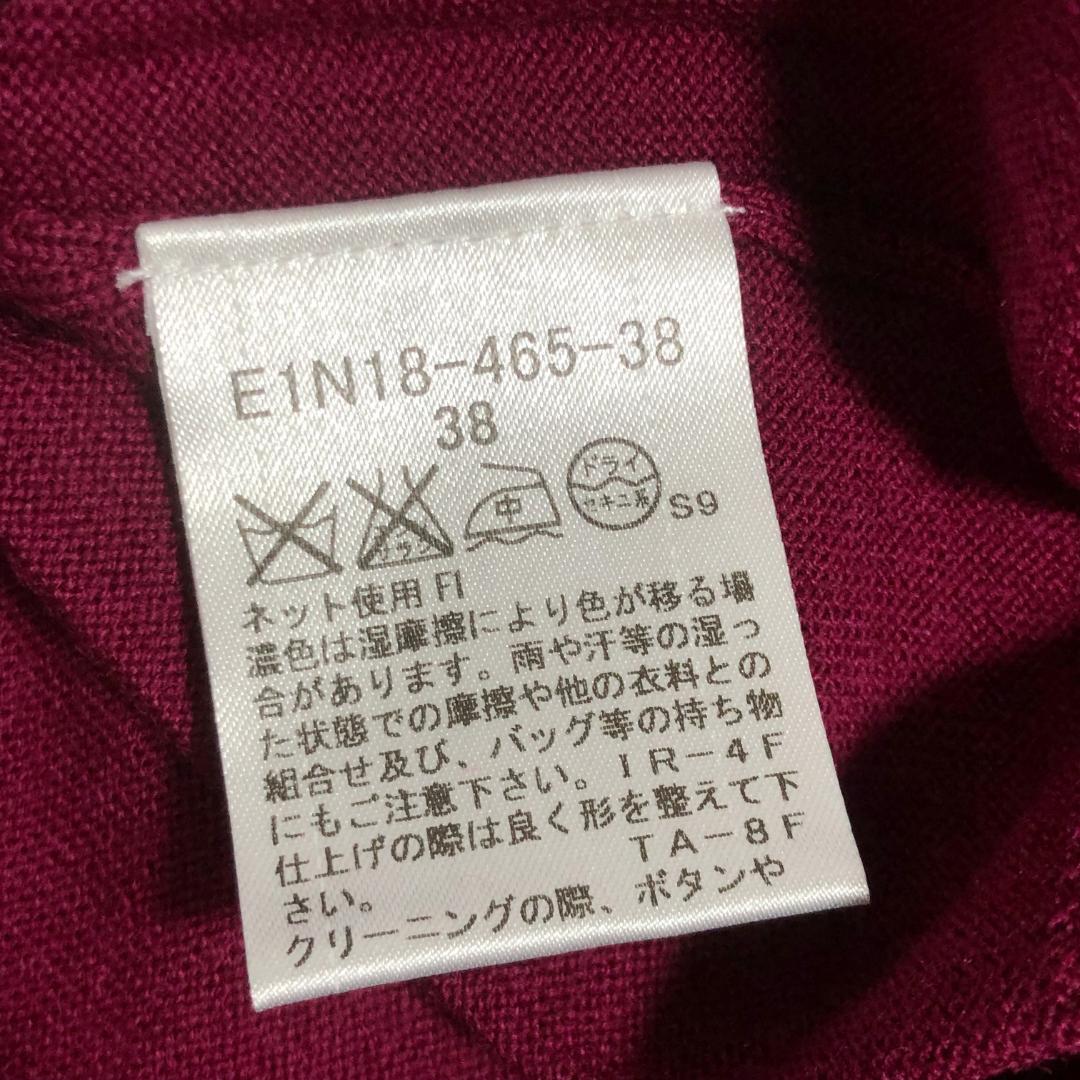 E1N18-465-38
38
サラシ
中
ドライ
セキユ系
S9
ネット使用 FI
濃色は湿摩擦により色が移る場
合があります。雨や汗等の湿っ
た状態での摩擦や他の衣料との
組合せ及び、バッグ等の持ち物
にもご注意下さい。IR-4F
仕上げの際は良く形を整えて下
さい。 TA-8F
クリーニングの際、ボタンや